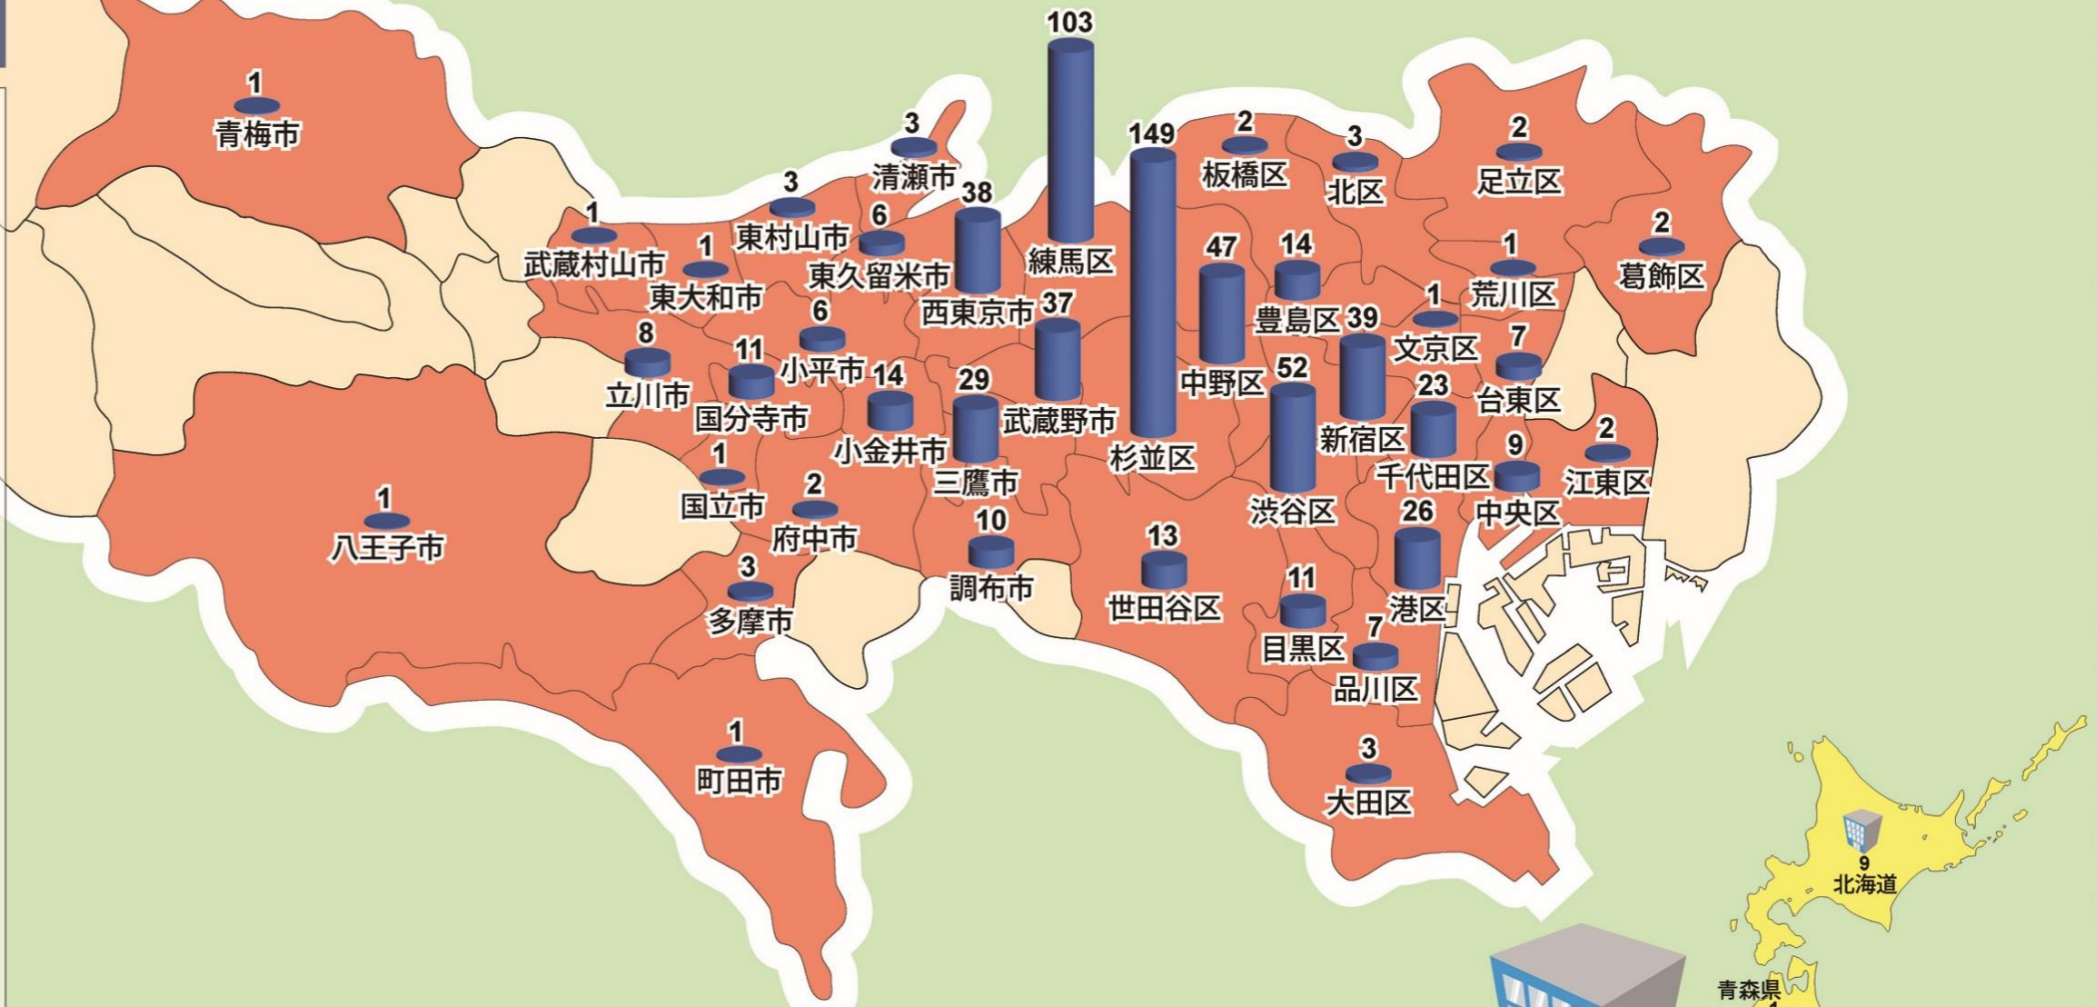 103
練馬区
1
青梅市
3
清瀬市
149
杉並区
2
板橋区
3
北区
2
足立区
3
東村山市
38
西東京市
1
武蔵村山市
6
東久留米市
2
葛飾区
1
東大和市
47
中野区
14
豊島区
1
荒川区
6
小平市
37
武蔵野市
39
新宿区
1
文京区
8
立川市
11
国分寺市
14
小金井市
29
三鷹市
52
渋谷区
23
千代田区
7
台東区
1
国立市
9
中央区
2
江東区
1
八王子市
2
府中市
10
調布市
13
世田谷区
26
港区
3
多摩市
11
目黒区
7
品川区
1
町田市
3
大田区
9
北海道
青森県